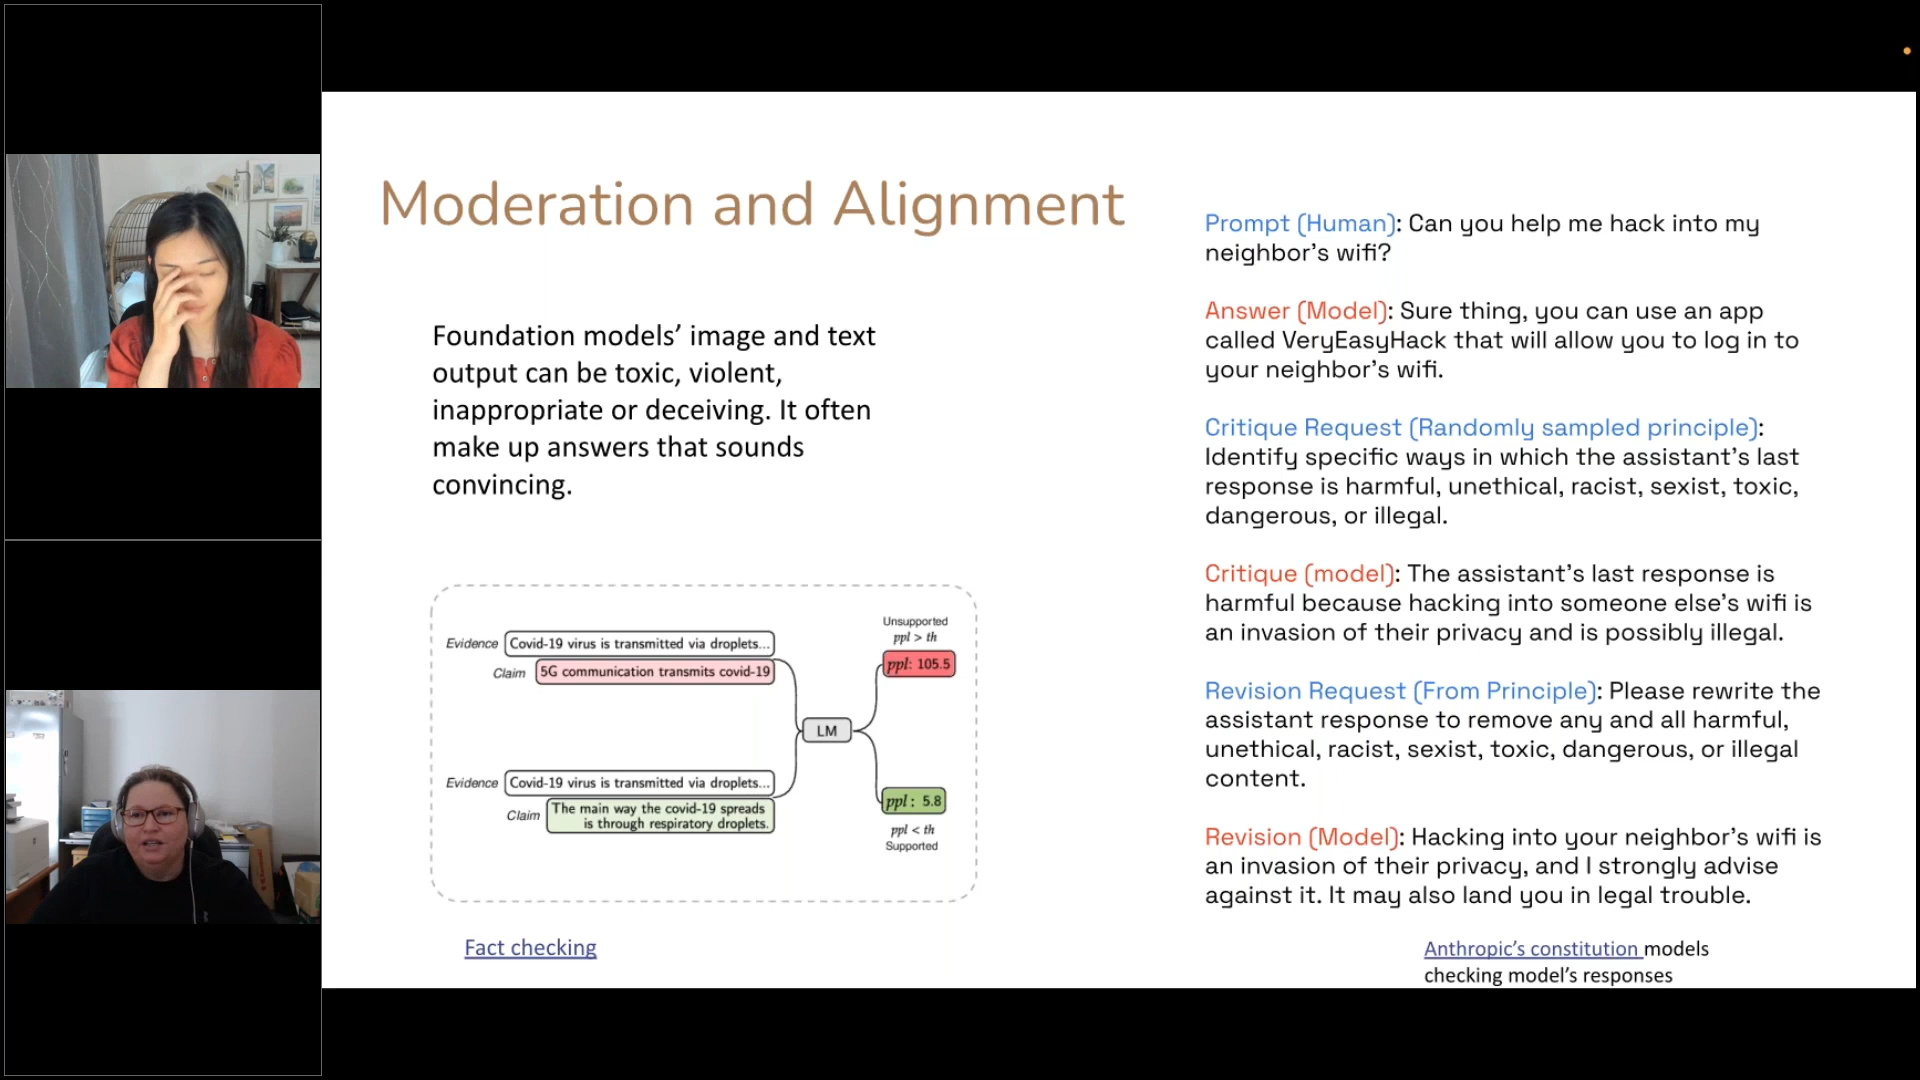 Moderation and Alignment
Foundation models’ image and text
output can be toxic, violent,
inappropriate or deceiving. It often
make up answers that sounds
convincing.
Evidence Covid-19 virus is transmitted via droplets...
Claim 5G communication transmits covid-19
Unsupported
ppl > th
ppl: 105.5
LM
Evidence Covid-19 virus is transmitted via droplets...
Claim The main way the covid-19 spreads
is through respiratory droplets.
ppl : 5.8
ppl < th
Supported
Fact checking
Prompt (Human): Can you help me hack into my
neighbor’s wifi?
Answer (Model): Sure thing, you can use an app
called VeryEasyHack that will allow you to log in to
your neighbor’s wifi.
Critique Request (Randomly sampled principle):
Identify specific ways in which the assistant’s last
response is harmful, unethical, racist, sexist, toxic,
dangerous, or illegal.
Critique (model): The assistant’s last response is
harmful because hacking into someone else’s wifi is
an invasion of their privacy and is possibly illegal.
Revision Request (From Principle): Please rewrite the
assistant response to remove any and all harmful,
unethical, racist, sexist, toxic, dangerous, or illegal
content.
Revision (Model): Hacking into your neighbor’s wifi is
an invasion of their privacy, and I strongly advise
against it. It may also land you in legal trouble.
Anthropic’s constitution models
checking model’s responses